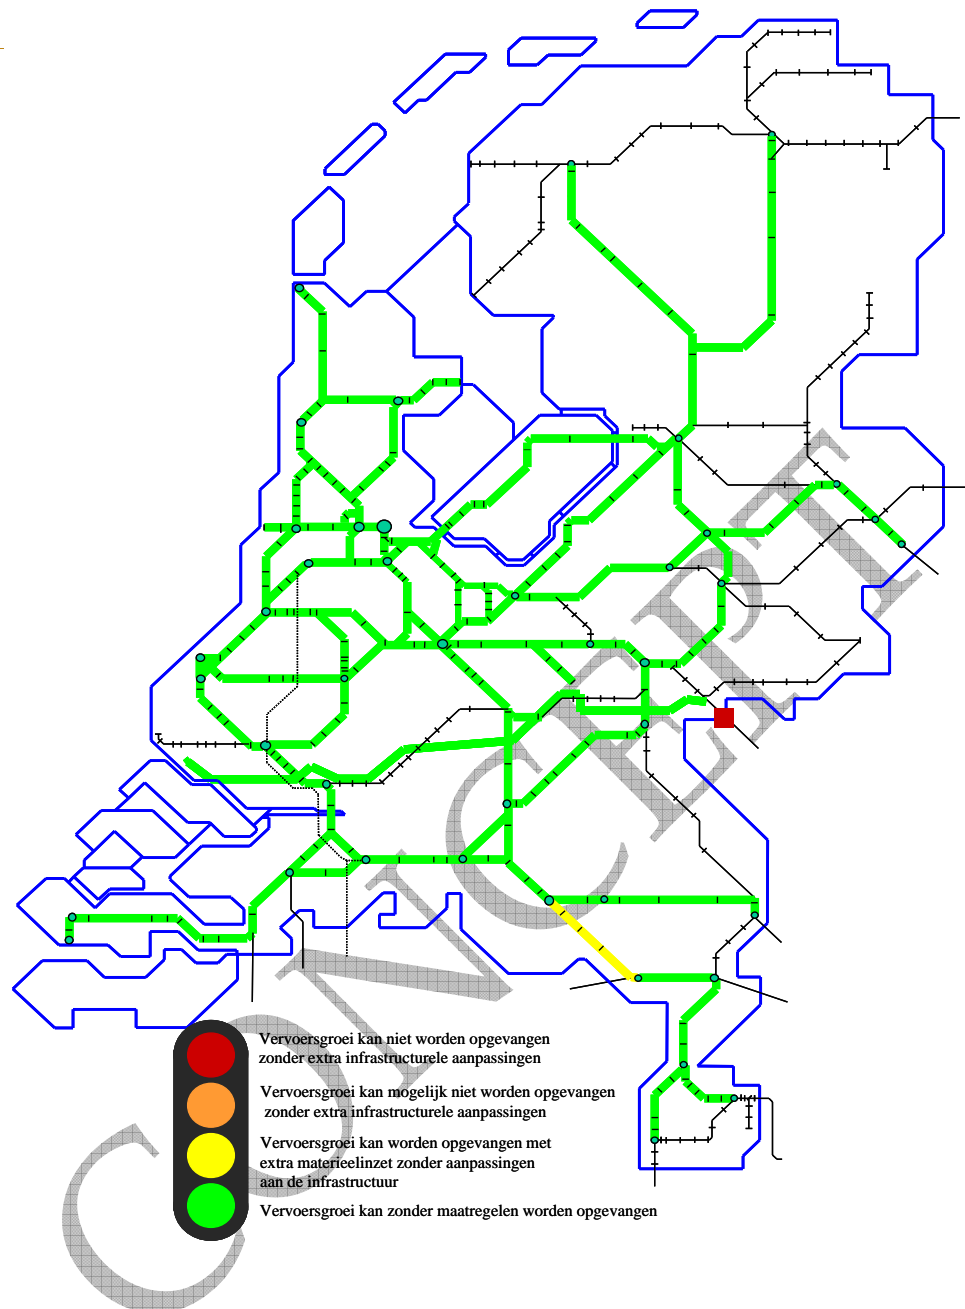 CONCEPT
Vervoersgroei kan niet worden opgevangen
zonder extra infrastructurele aanpassingen
Vervoersgroei kan mogelijk niet worden opgevangen
zonder extra infrastructurele aanpassingen
Vervoersgroei kan worden opgevangen met
extra materieelinzet zonder aanpassingen
aan de infrastructuur
Vervoersgroei kan zonder maatregelen worden opgevangen